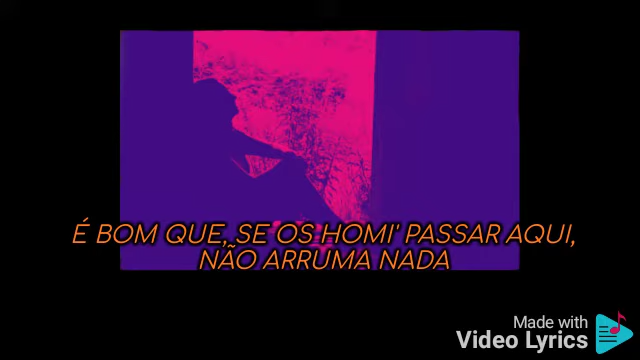 É BOM QUE, SE OS HOMI' PASSAR AQUI,
NÃO ARRUMA NADA
Made with
Video Lyrics